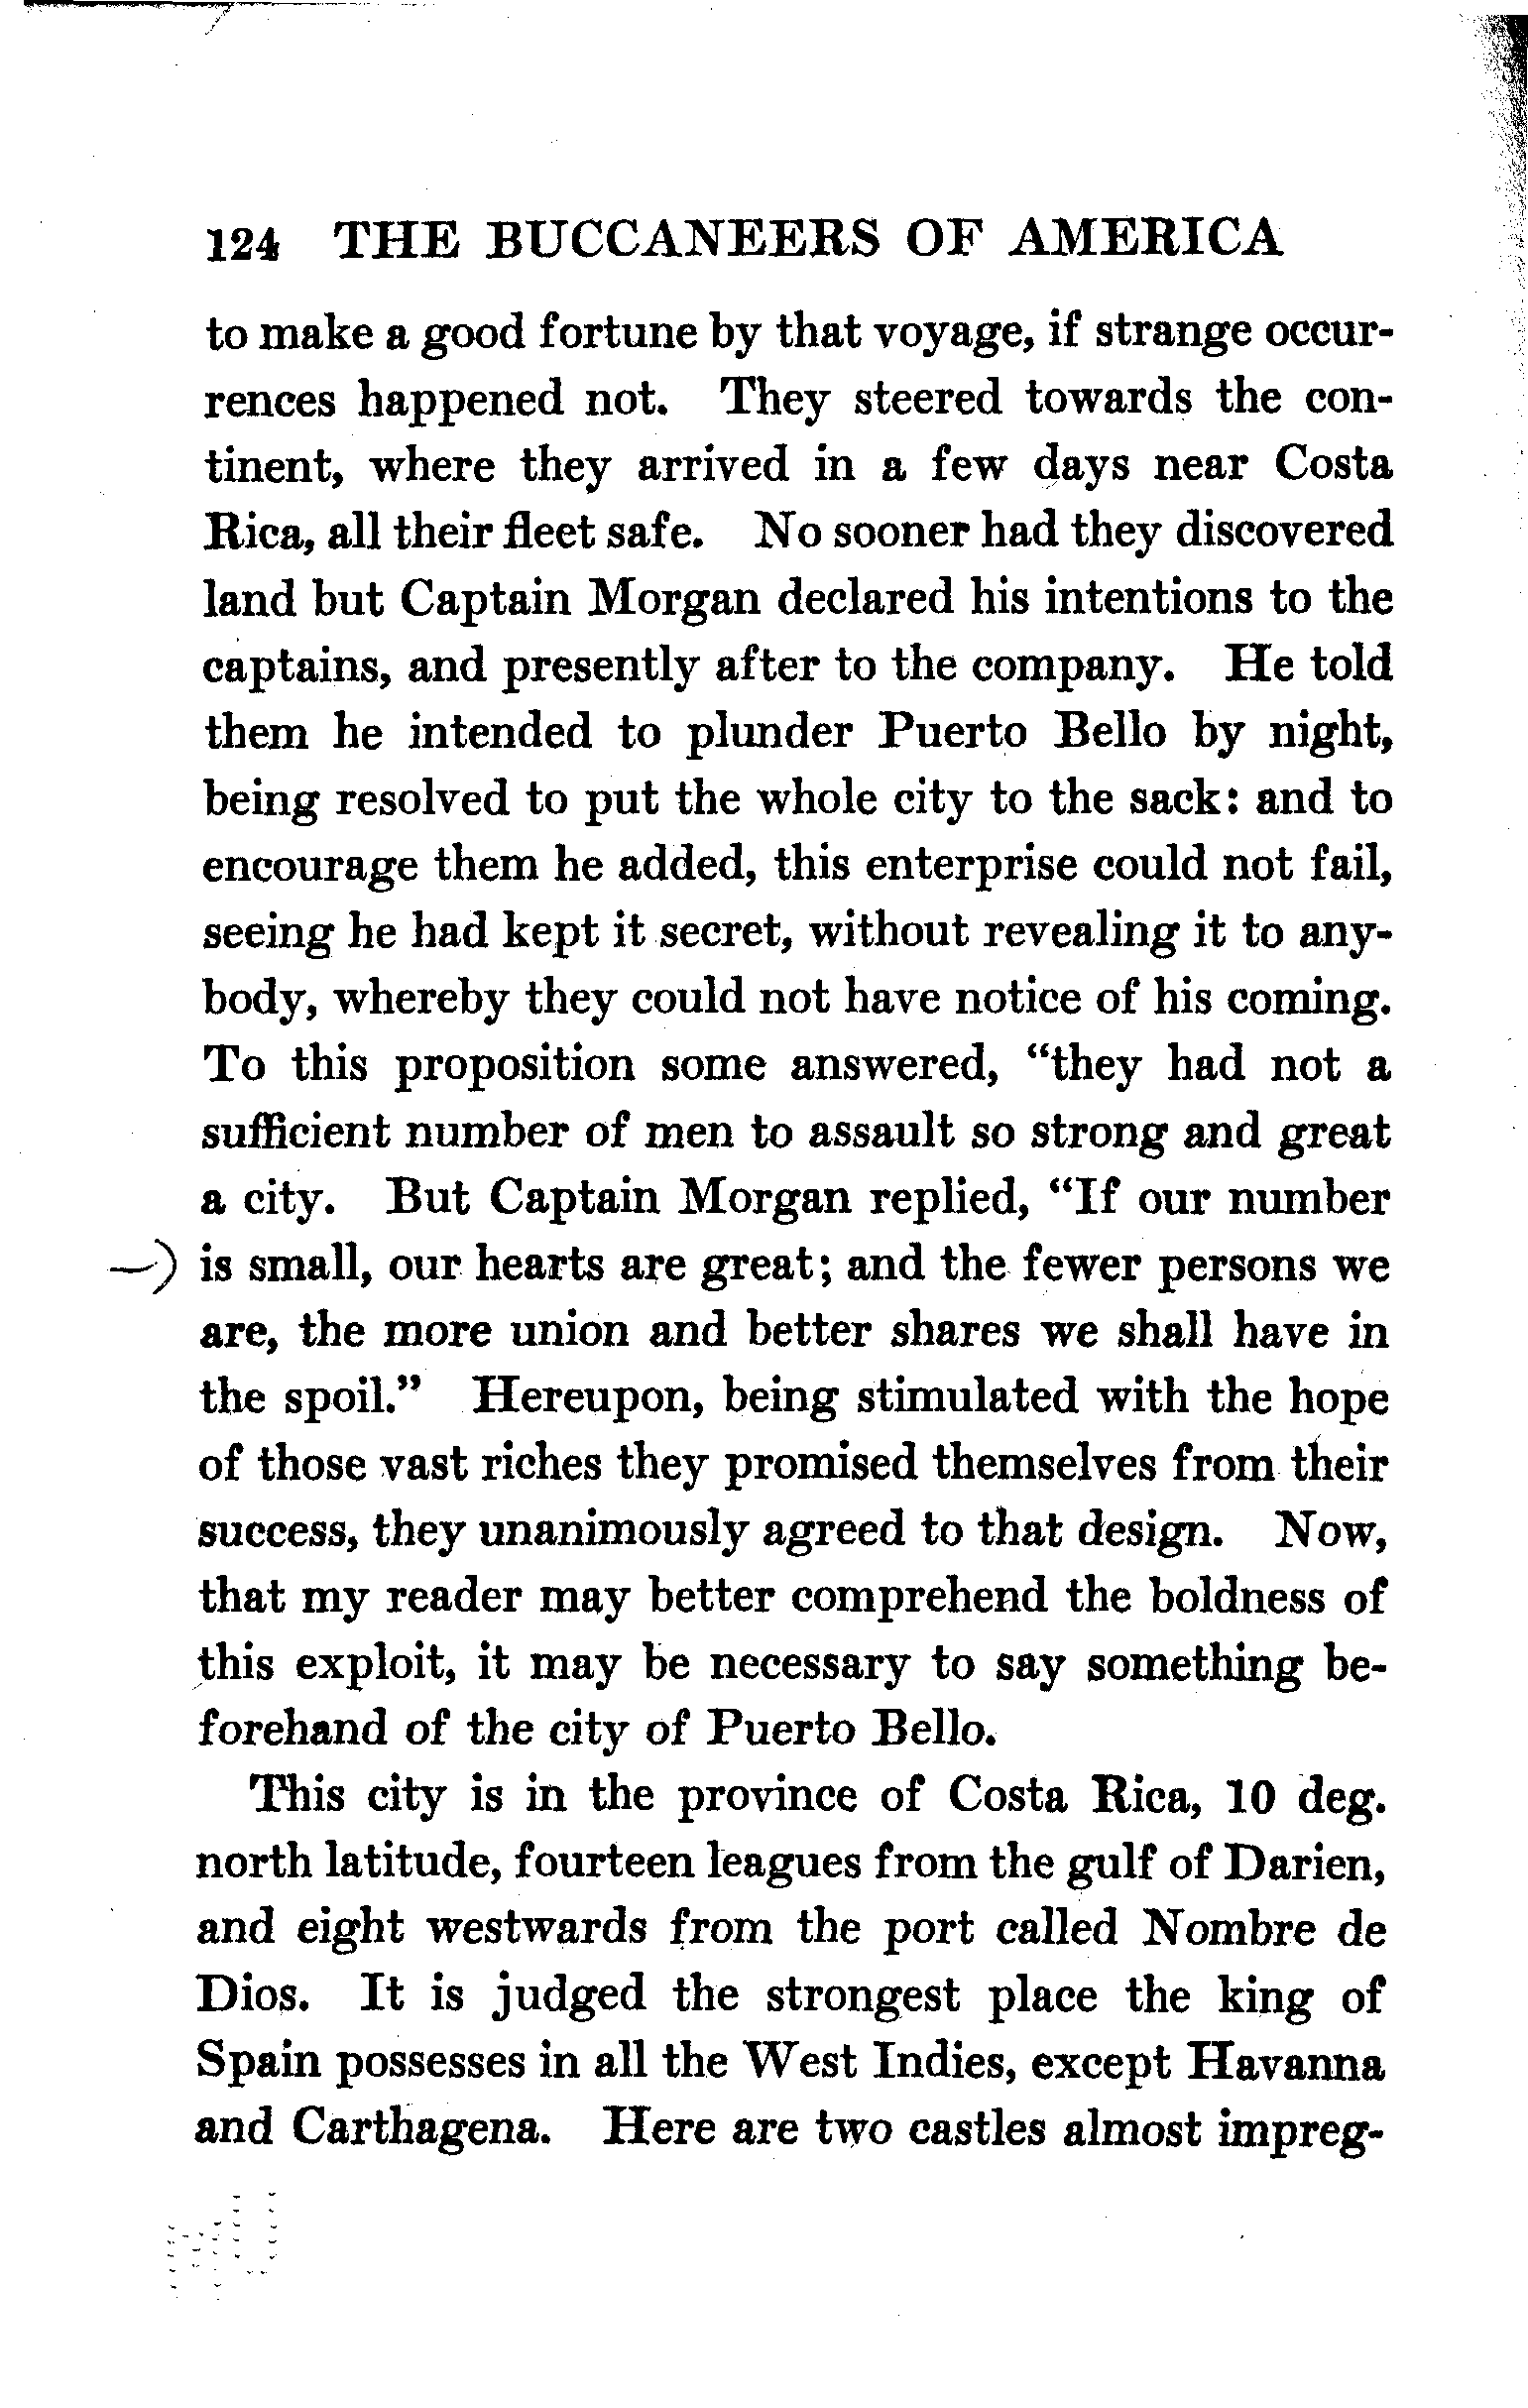 124 THE BUCCANEERS OF AMERICA
to make a good fortune by that voyage, if strange occur-
rences happened not. They steered towards the con-
tinent, where they arrived in a few days near Costa
Rica, all their fleet safe. No sooner had they discovered
land but Captain Morgan declared his intentions to the
captains, and presently after to the company. He told
them he intended to plunder Puerto Bello by night,
being resolved to put the whole city to the sack: and to
encourage them he added, this enterprise could not fail,
seeing he had kept it secret, without revealing it to any-
body, whereby they could not have notice of his coming.
To this proposition some answered, “they had not a
sufficient number of men to assault so strong and great
a city. But Captain Morgan replied, “If our number
is small, our hearts are great; and the fewer persons we
are, the more union and better shares we shall have in
the spoil.” Hereupon, being stimulated with the hope
of those vast riches they promised themselves from their
success, they unanimously agreed to that design. Now,
that my reader may better comprehend the boldness of
this exploit, it may be necessary to say something be-
forehand of the city of Puerto Bello.
This city is in the province of Costa Rica, 10 deg.
north latitude, fourteen leagues from the gulf of Darien,
and eight westwards from the port called Nombre de
Dios. It is judged the strongest place the king of
Spain possesses in all the West Indies, except Havanna
and Carthagena. Here are two castles almost impreg-